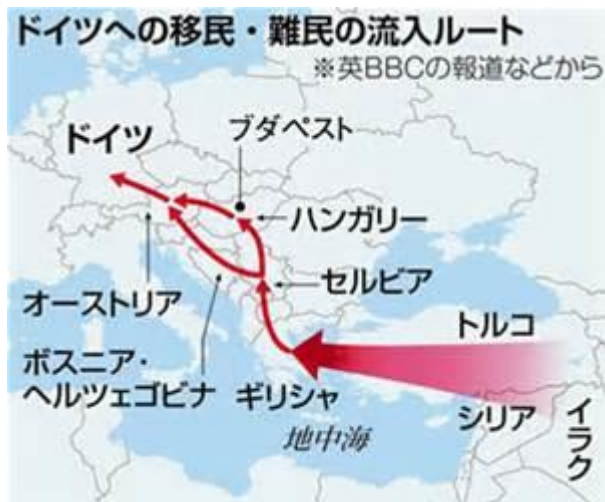 ドイツへの移民・難民の流入ルート
※英BBCの報道などから
ドイツ
ブダペスト
ハンガリー
セルビア
オーストリア
トルコ
ボスニア・
ヘルツェゴビナ
ギリシャ
シリア
イラク
地中海